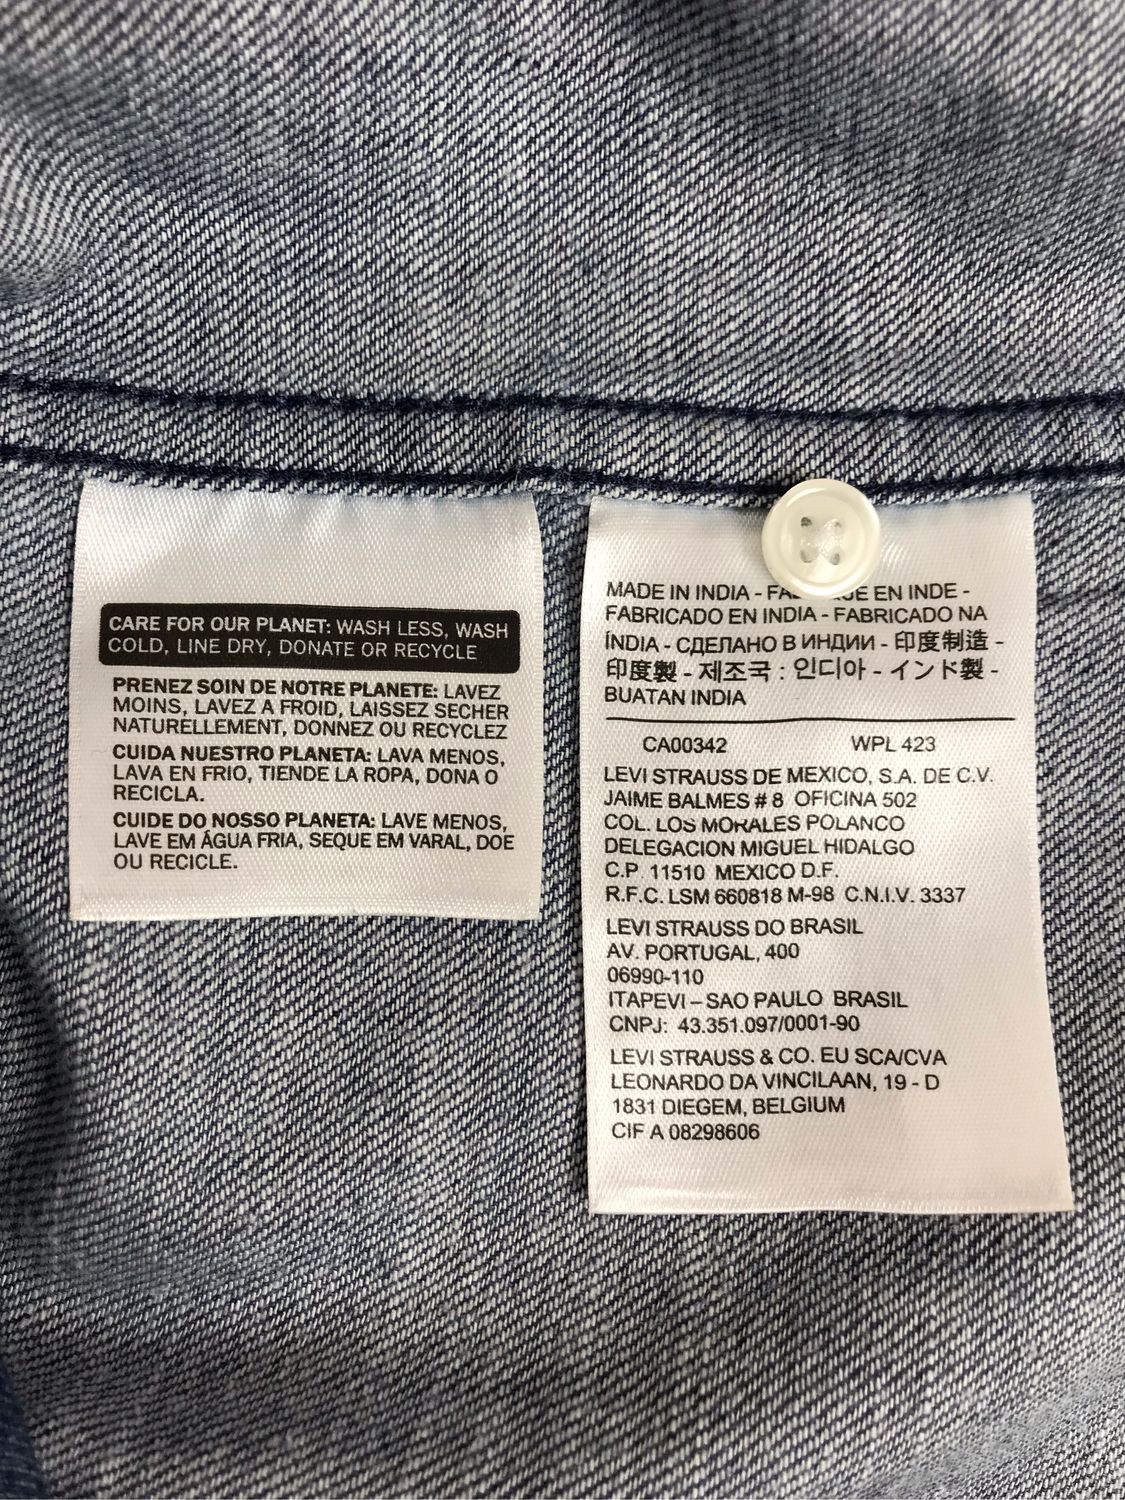 CARE FOR OUR PLANET: WASH LESS, WASH
COLD, LINE DRY, DONATE OR RECYCLE
PRENEZ SOIN DE NOTRE PLANETE: LAVEZ
MOINS, LAVEZ A FROID, LAISSEZ SECHER
NATURELLEMENT, DONNEZ OU RECYCLEZ
CUIDA NUESTRO PLANETA: LAVA MENOS,
LAVA EN FRIO, TIENDE LA ROPA, DONA O
RECICLA.
CUIDE DO NOSSO PLANETA: LAVE MENOS,
LAVE EM ÁGUA FRIA, SEQUE EM VARAL, DOE
OU RECICLE.
MADE IN INDIA - EN INDE -
FABRICADO EN INDIA - FABRICADO NA
ÍNDIA - СДЕЛАНО В ИНДИИ - 印度制造 -
印度製 - 제조국 : 인디아 - インド製 -
BUATAN INDIA
CA00342 WPL 423
LEVI STRAUSS DE MEXICO, S.A. DE C.V.
JAIME BALMES # 8 OFICINA 502
COL. LOS MORALES POLANCO
DELEGACION MIGUEL HIDALGO
C.P. 11510 MEXICO D.F.
R.F.C. LSM 660818 M-98 C.N.I.V. 3337
LEVI STRAUSS DO BRASIL
AV. PORTUGAL, 400
06990-110
ITAPEVI – SAO PAULO BRASIL
CNPJ: 43.351.097/0001-90
LEVI STRAUSS & CO. EU SCA/CVA
LEONARDO DA VINCILAAN, 19 - D
1831 DIEGEM, BELGIUM
CIF A 08298606